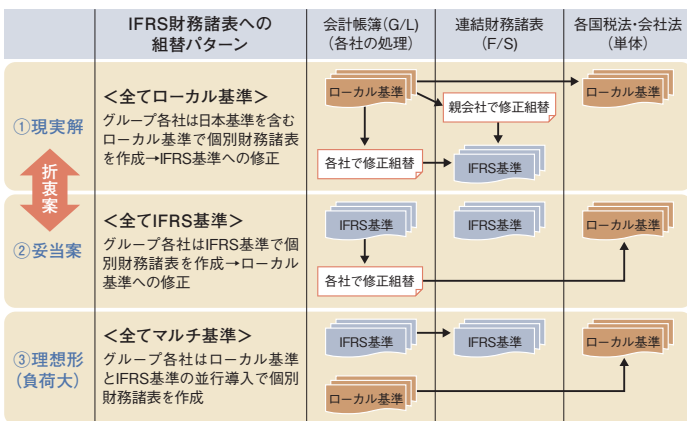 IFRS財務諸表への
組替パターン
会計帳簿(G/L)
(各社の処理)
連結財務諸表
(F/S)
各国税法・会社法
(単体)
①現実解
<全てローカル基準>
グループ各社は日本基準を含む
ローカル基準で個別財務諸表
を作成→IFRS基準への修正
ローカル基準
親会社で修正組替
ローカル基準
各社で修正組替
IFRS基準
折衷案
②妥当案
<全てIFRS基準>
グループ各社はIFRS基準で個
別財務諸表を作成→ローカル
基準への修正
IFRS基準
IFRS基準
ローカル基準
各社で修正組替
③理想形
(負荷大)
<全てマルチ基準>
グループ各社はローカル基準
とIFRS基準の並行導入で個別
財務諸表を作成
IFRS基準
IFRS基準
ローカル基準
ローカル基準